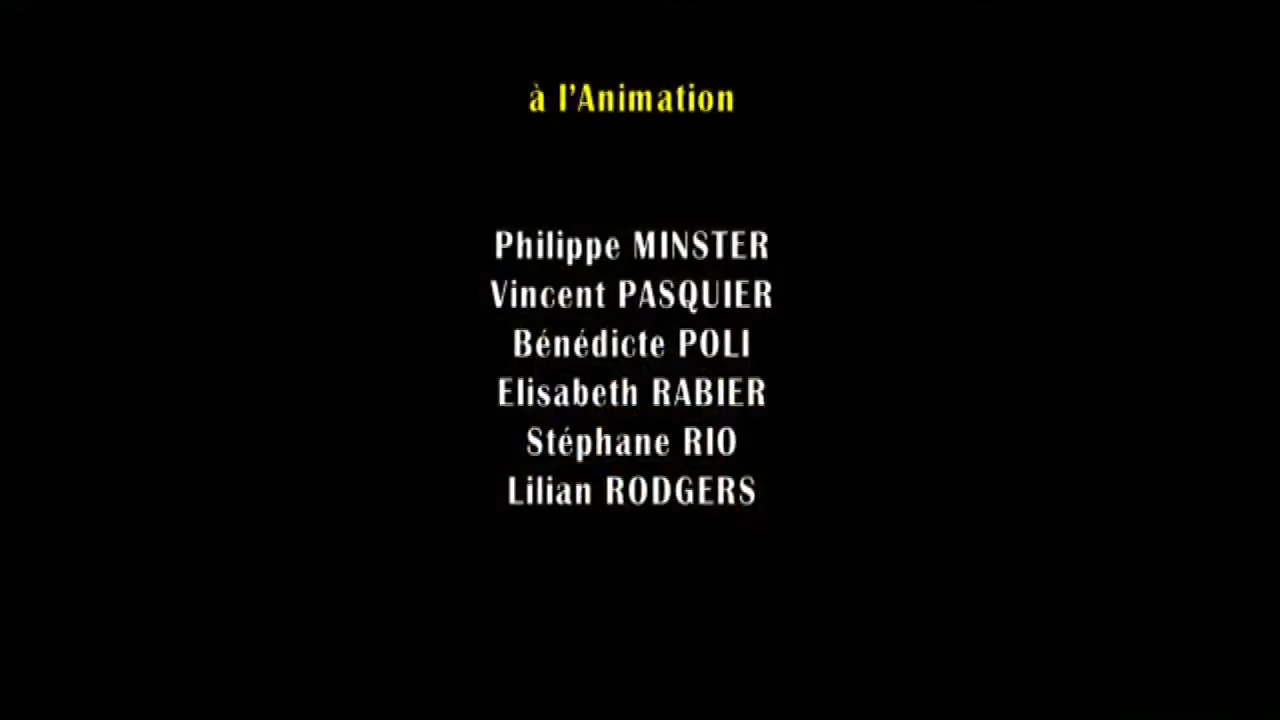 à l'Animation
Philippe MINSTER
Vincent PASQUIER
Bénédicte POLI
Elisabeth RABIER
Stéphane RIO
Lilian RODGERS